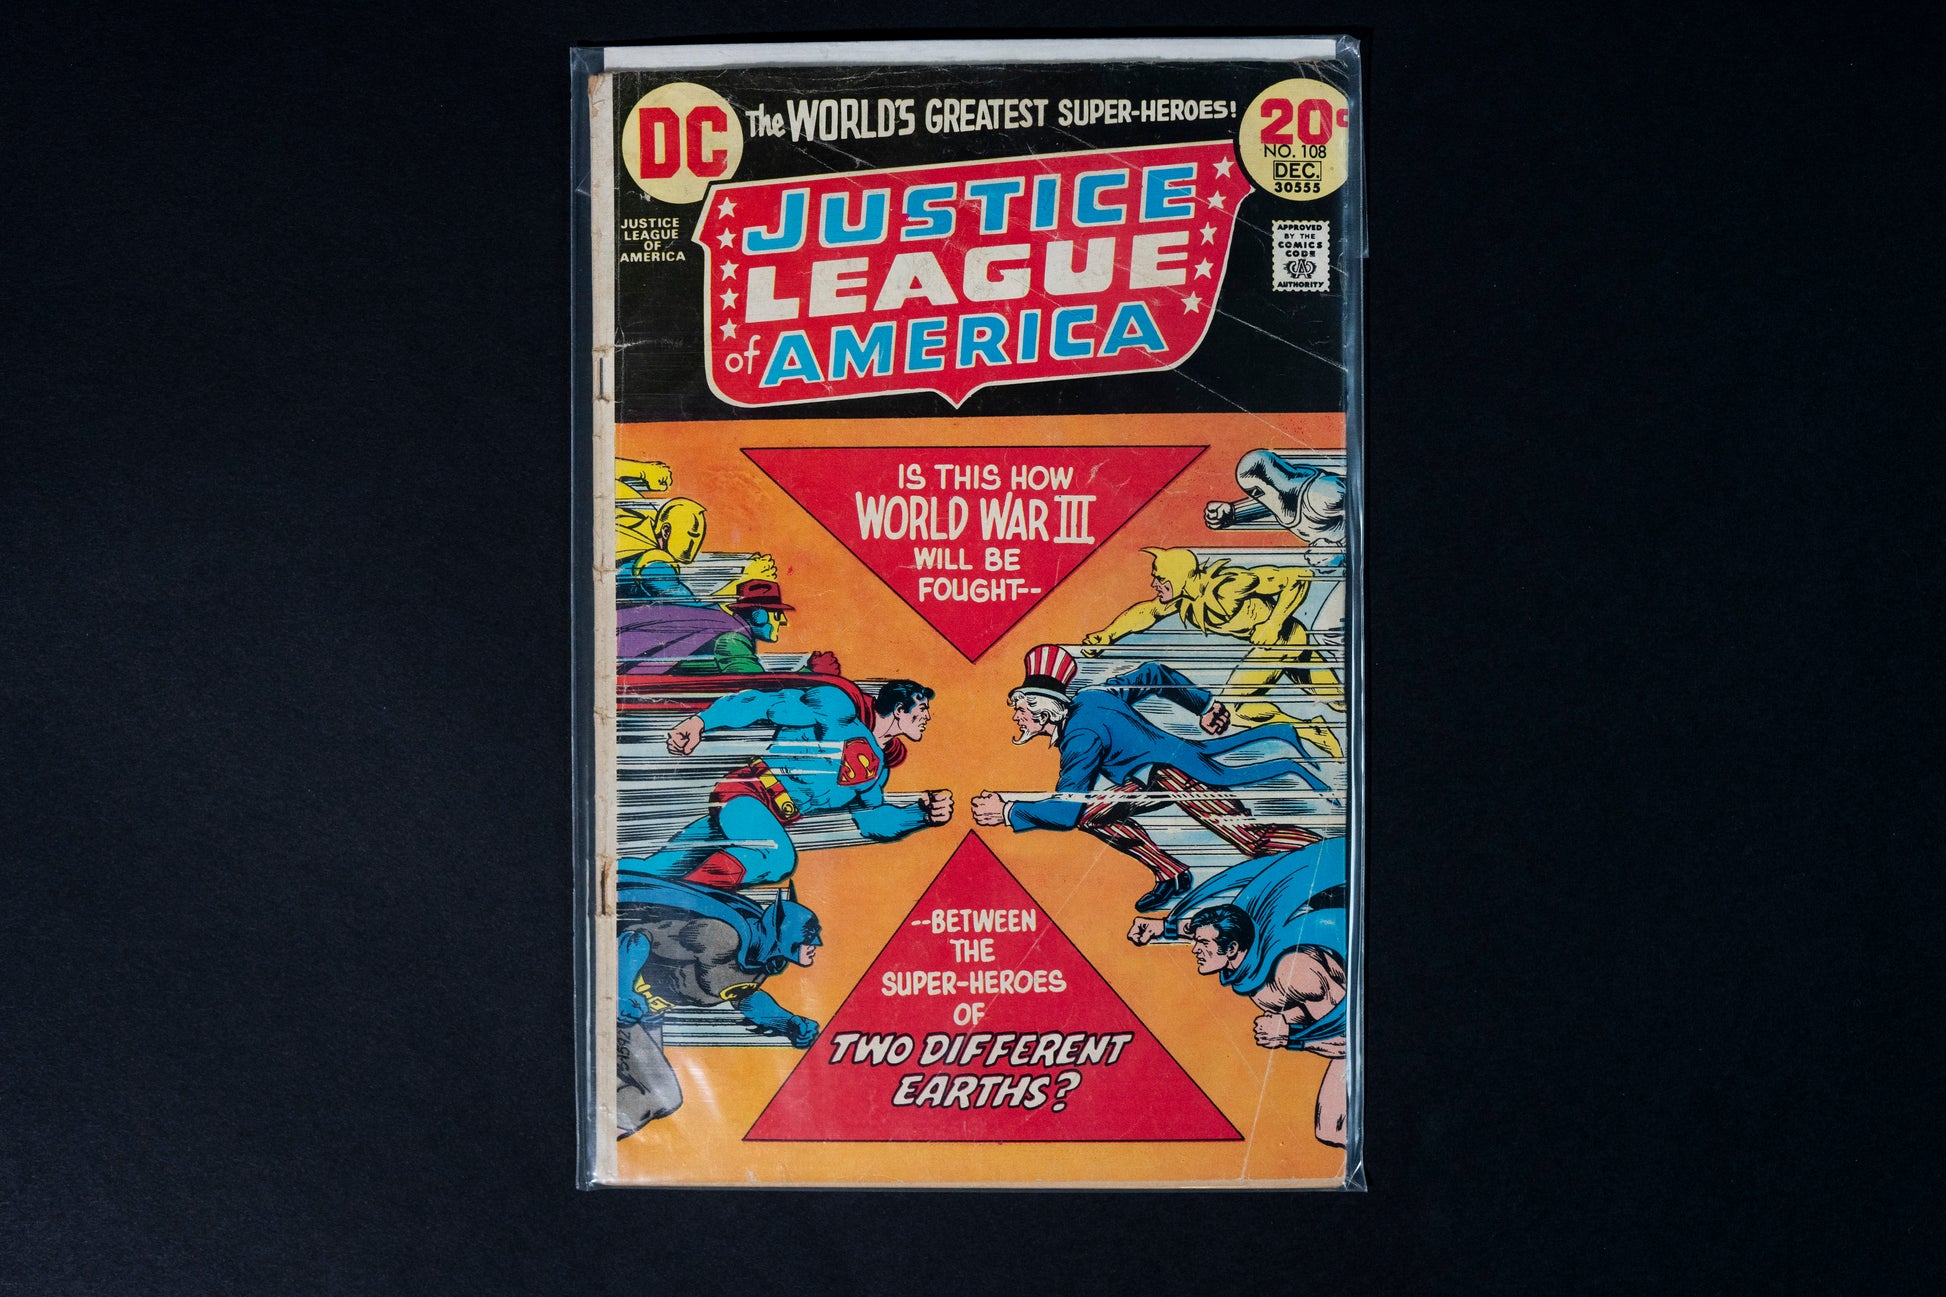 DC
The WORLD'S GREATEST SUPER-HEROES!
20¢
NO. 108
DEC.
30555
JUSTICE
LEAGUE
OF
AMERICA
JUSTICE
LEAGUE
of AMERICA
APPROVED
BY THE
COMICS
CODE
AUTHORITY
IS THIS HOW
WORLD WAR III
WILL BE
FOUGHT--
S
--BETWEEN
THE
SUPER-HEROES
OF
TWO DIFFERENT
EARTHS?